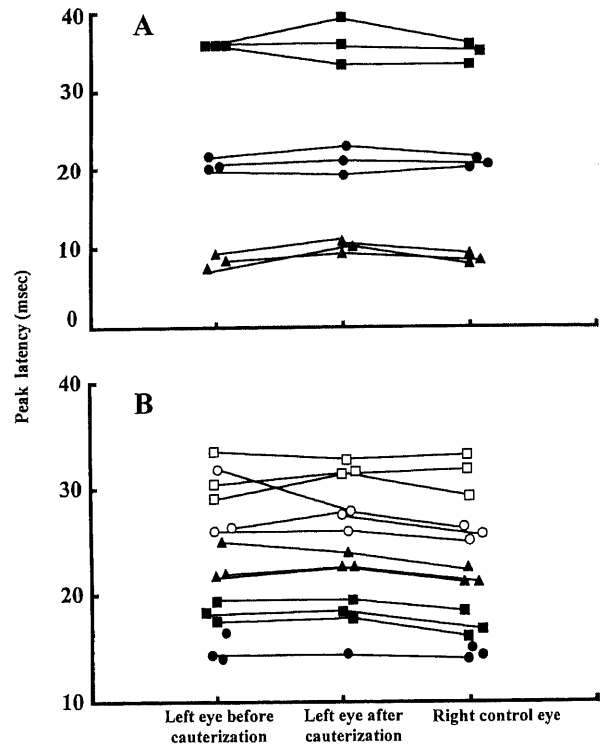 A
40
30
20
10
0
Peak latency (msec)
B
40
30
20
10
Left eye before
cauterization
Left eye after
cauterization
Right control eye